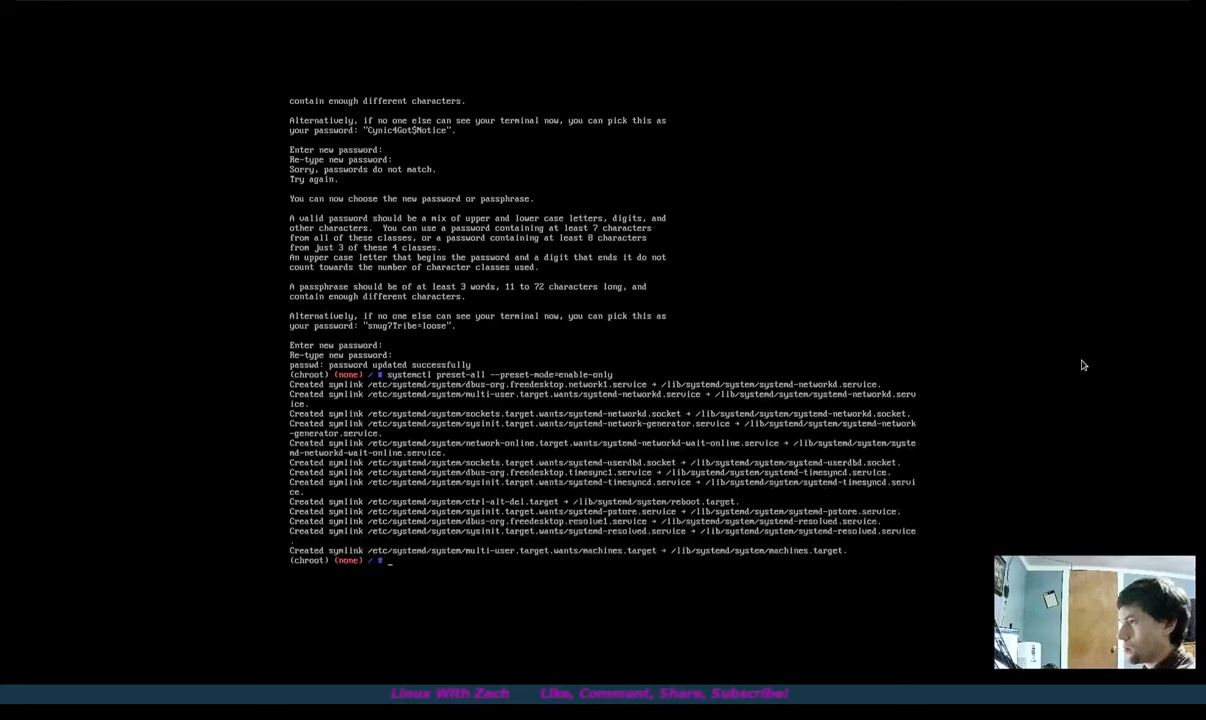 contain enough different characters.
Alternatively, if no one else can see your terminal now, you can pick this as
your password: "Cynic4Got$Notice".
Enter new password:
Re-type new password:
Sorry, passwords do not match.
Try again.
You can now choose the new password or passphrase.
A valid password should be a mix of upper and lower case letters, digits, and
other characters.  You can use a password containing at least 7 characters
from all of these classes, or a password containing at least 8 characters
from just 3 of these 4 classes.
An upper case letter that begins the password and a digit that ends it do not
count towards the number of character classes used.
A passphrase should be of at least 3 words, 11 to 72 characters long, and
contain enough different characters.
Alternatively, if no one else can see your terminal now, you can pick this as
your password: "snug7Tribe=loose".
Enter new password:
Re-type new password:
passwd: password updated successfully
(chroot) (none) / # systemctl preset-all --preset-mode=enable-only
Created symlink /etc/systemd/system/dbus-org.freedesktop.network1.service → /lib/systemd/system/systemd-networkd.service.
Created symlink /etc/systemd/system/multi-user.target.wants/systemd-networkd.service → /lib/systemd/system/systemd-networkd.serv
ice.
Created symlink /etc/systemd/system/sockets.target.wants/systemd-networkd.socket → /lib/systemd/system/systemd-networkd.socket.
Created symlink /etc/systemd/system/sysinit.target.wants/systemd-network-generator.service → /lib/systemd/system/systemd-network
-generator.service.
Created symlink /etc/systemd/system/network-online.target.wants/systemd-networkd-wait-online.service → /lib/systemd/system/syste
md-networkd-wait-online.service.
Created symlink /etc/systemd/system/sockets.target.wants/systemd-userdbd.socket → /lib/systemd/system/systemd-userdbd.socket.
Created symlink /etc/systemd/system/dbus-org.freedesktop.timesync1.service → /lib/systemd/system/systemd-timesyncd.service.
Created symlink /etc/systemd/system/sysinit.target.wants/systemd-timesyncd.service → /lib/systemd/system/systemd-timesyncd.servi
ce.
Created symlink /etc/systemd/system/ctrl-alt-del.target → /lib/systemd/system/reboot.target.
Created symlink /etc/systemd/system/sysinit.target.wants/systemd-pstore.service → /lib/systemd/system/systemd-pstore.service.
Created symlink /etc/systemd/system/dbus-org.freedesktop.resolve1.service → /lib/systemd/system/systemd-resolved.service.
Created symlink /etc/systemd/system/sysinit.target.wants/systemd-resolved.service → /lib/systemd/system/systemd-resolved.service
.
Created symlink /etc/systemd/system/multi-user.target.wants/machines.target → /lib/systemd/system/machines.target.
(chroot) (none) / # _
Linux With Zach Like, Comment, Share, Subscribe!